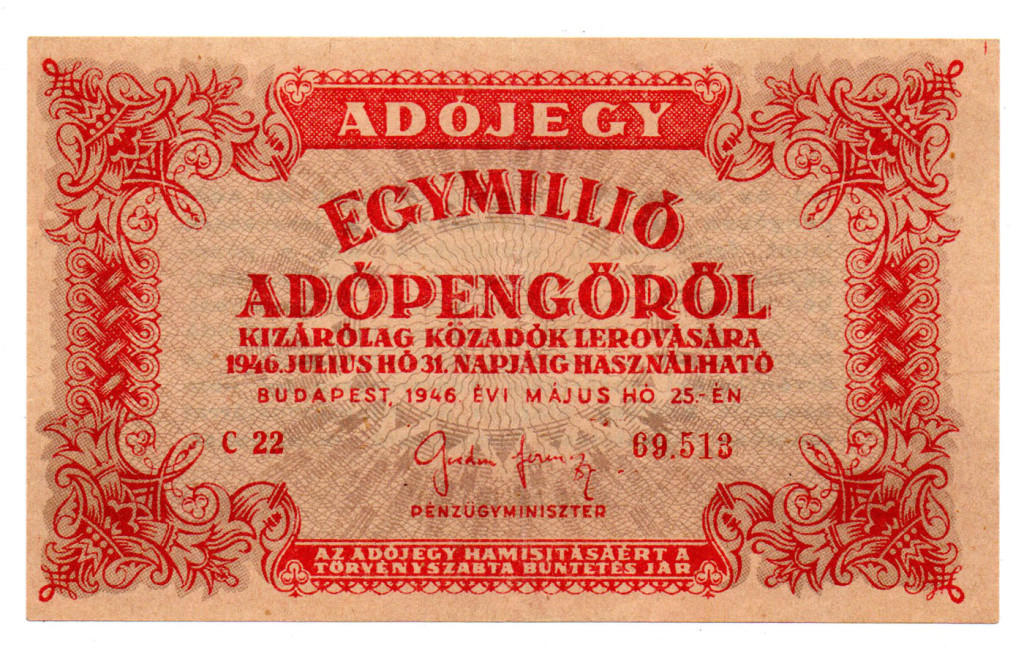 ADÓJEGY
EGYMILLIÓ
ADÓPENGŐRŐL
KIZÁRÓLAG KÖZADÓK LEROVÁSÁRA
1946. JULIUS HÓ 31. NAPJÁIG HASZNÁLHATÓ
BUDAPEST, 1946. ÉVI MÁJUS HÓ 25.-ÉN
C 22 69.513
PÉNZÜGYMINISZTER
AZ ADÓJEGY HAMISÍTÁSÁÉRT A
TÖRVÉNYSZABTA BÜNTETÉS JÁR